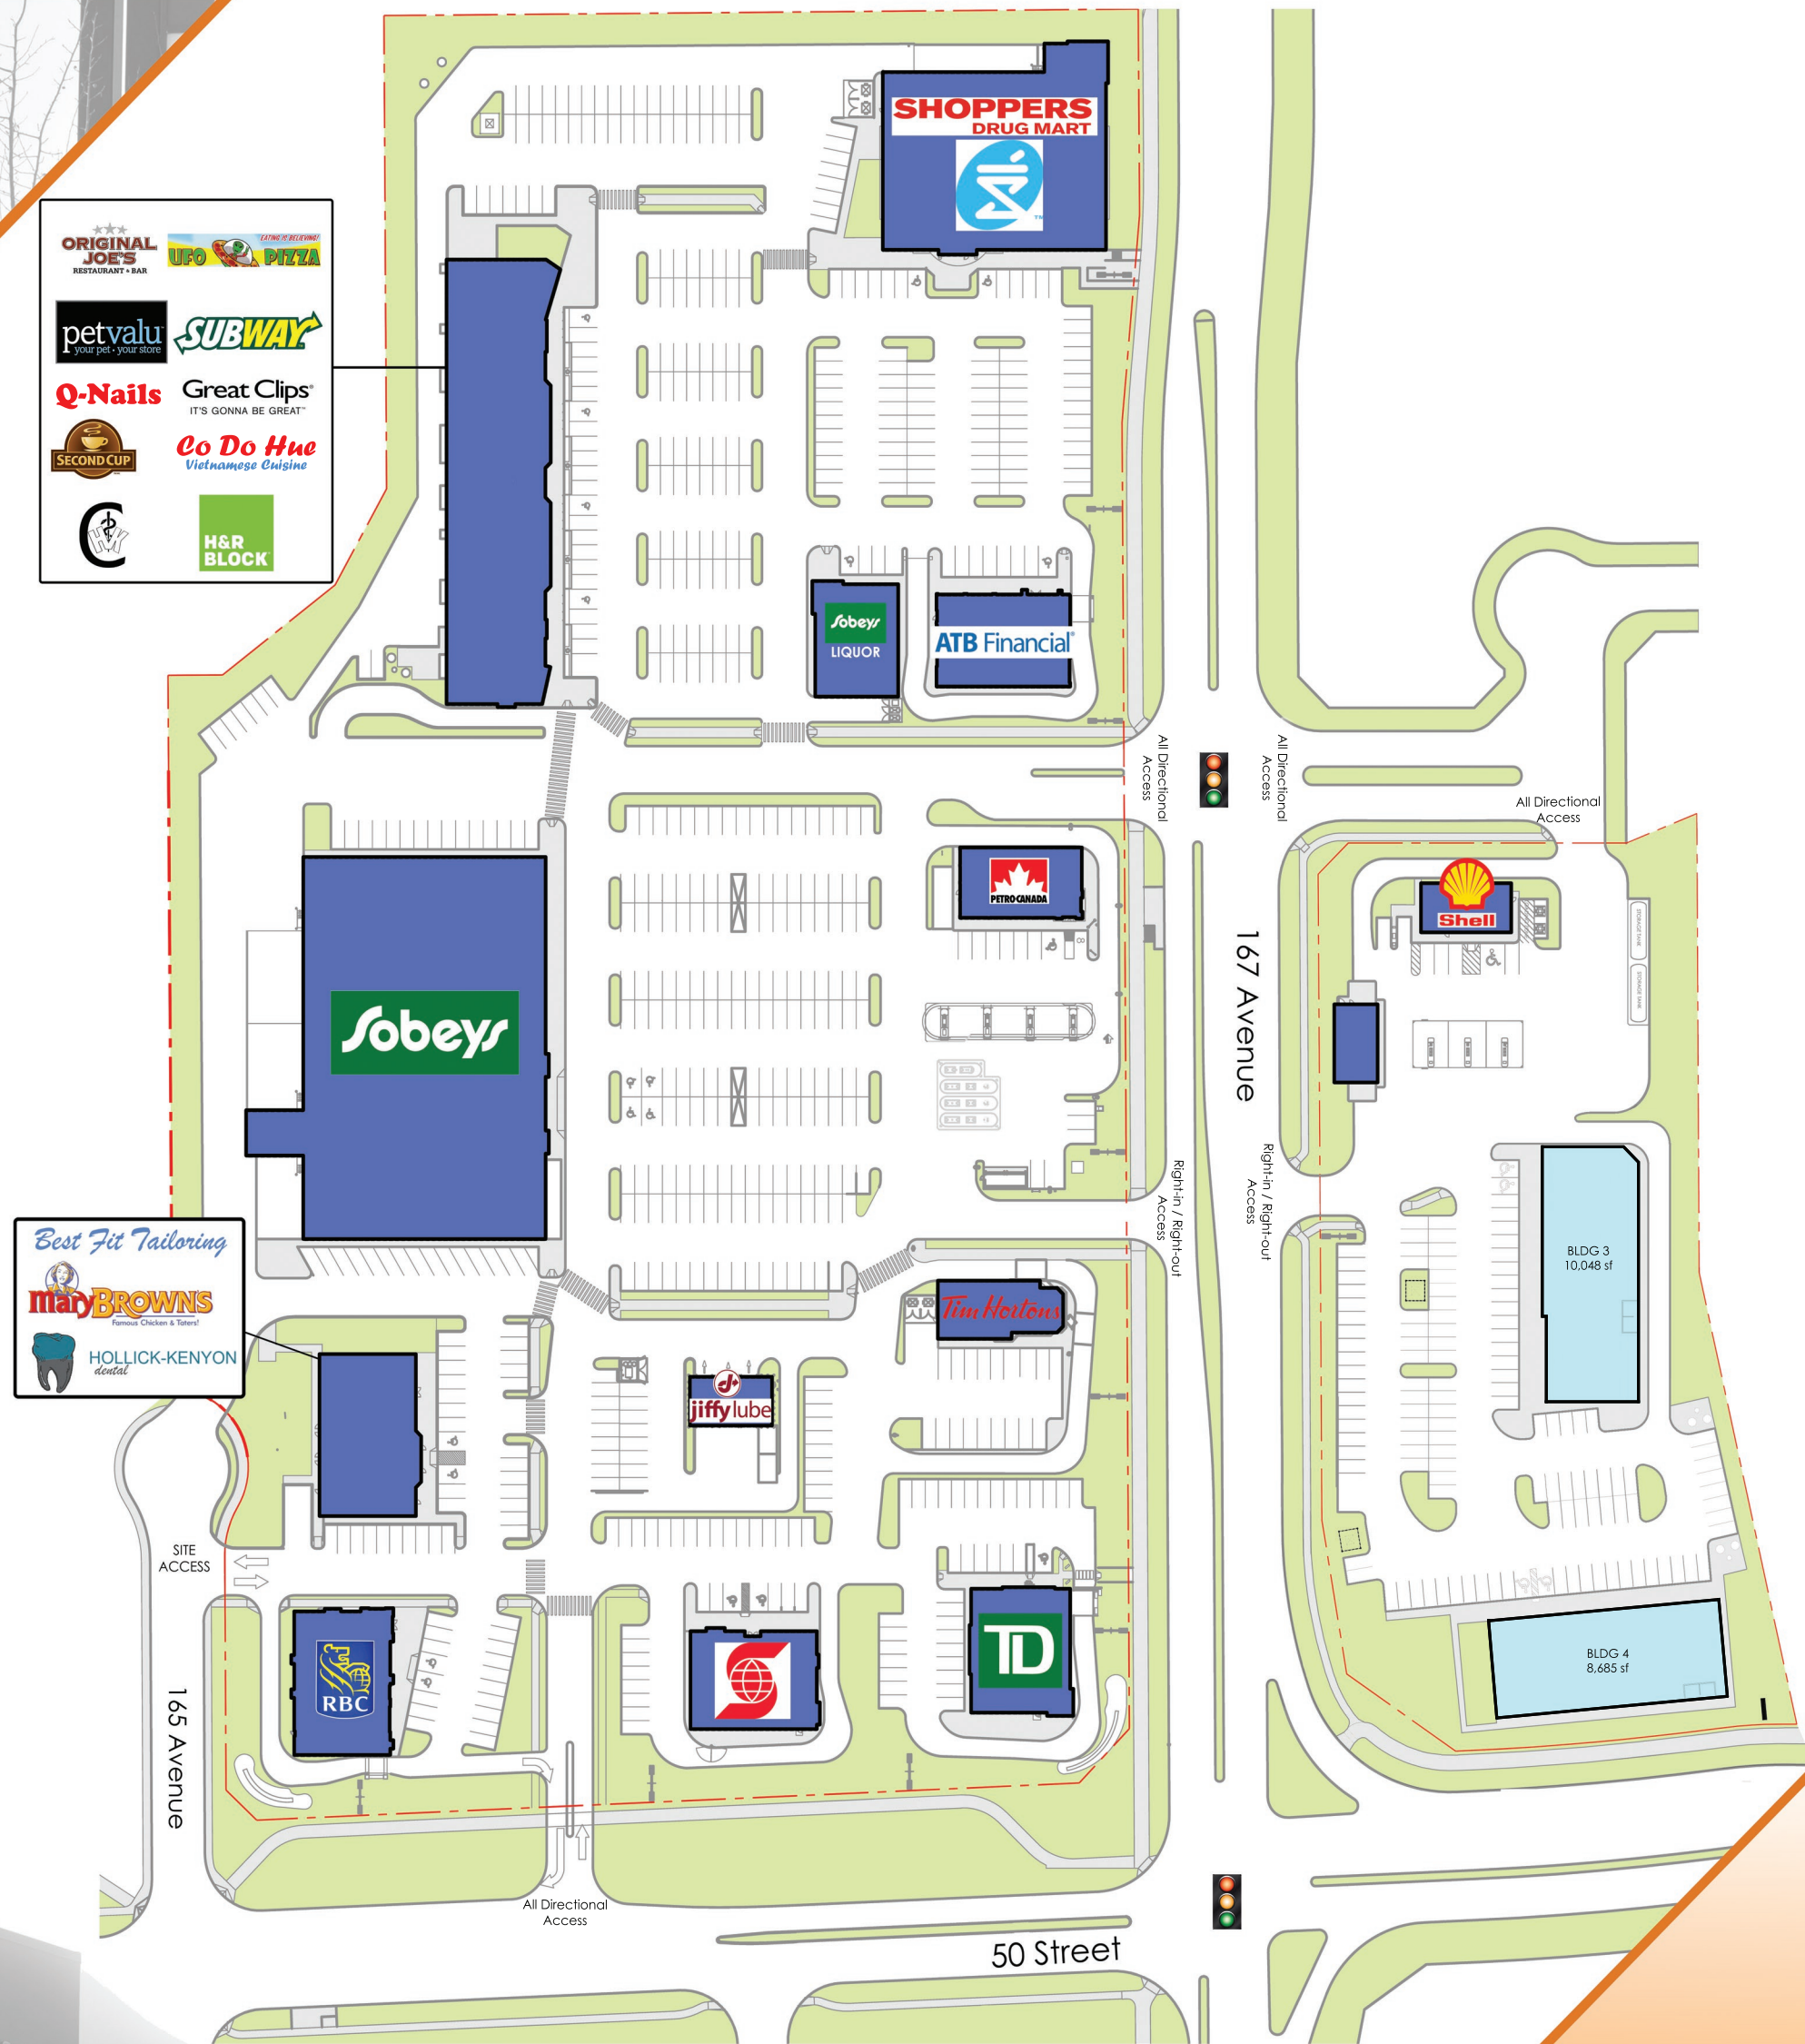 SHOPPERS
DRUG MART
ORIGINAL
JOE'S
RESTAURANT + BAR
EATING IS BELIEVING!
UFO PIZZA
petvalu
your pet • your store
SUBWAY
Q-Nails
Great Clips®
IT'S GONNA BE GREAT™
SECOND CUP
Co Do Hue
Vietnamese Cuisine
H&R
BLOCK
Sobeys
LIQUOR
ATB Financial®
All Directional
Access
All Directional
Access
All Directional
Access
PETRO-CANADA
Shell
STORAGE TANK
STORAGE TANK
167 Avenue
Sobeys
Right-in / Right-out
Access
Right-in / Right-out
Access
BLDG 3
10,048 sf
Best Fit Tailoring
Mary BROWNS
Famous Chicken & Taters!
HOLLICK-KENYON
dental
Tim Hortons
jiffy lube
SITE
ACCESS
RBC
S
TD
BLDG 4
8,685 sf
165 Avenue
All Directional
Access
50 Street